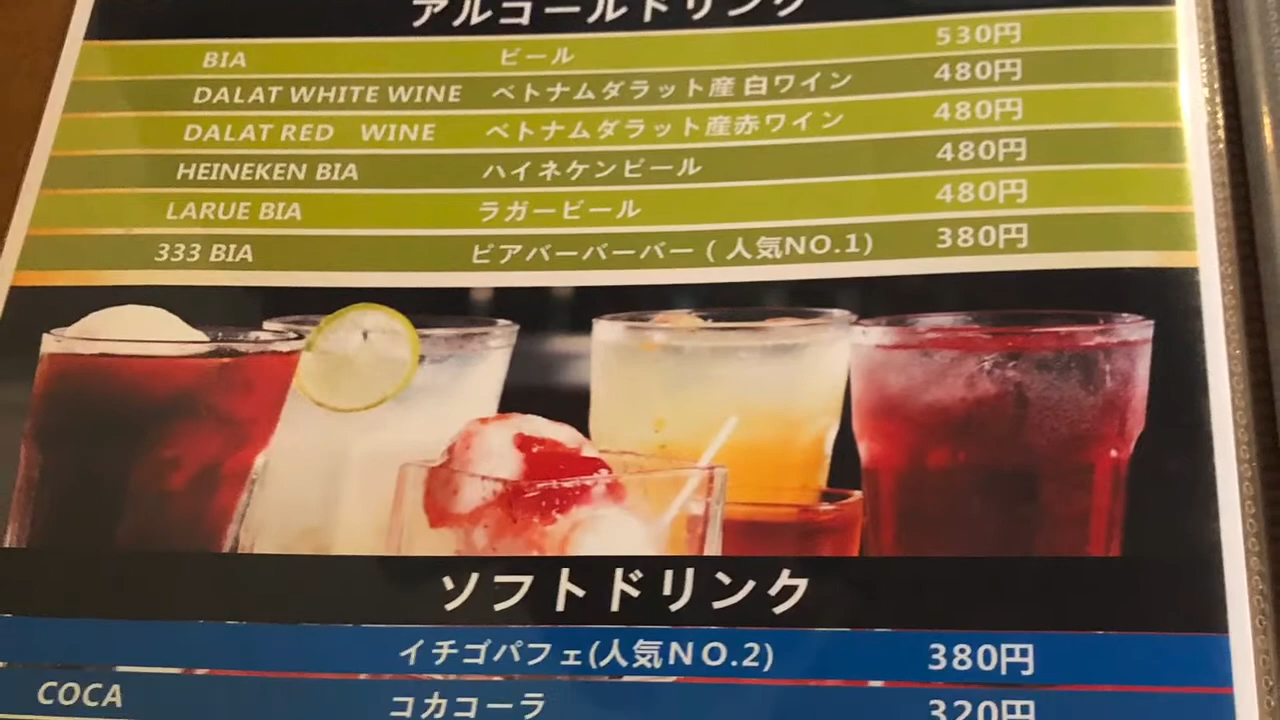 アルコールドリンク
BIA ビール 530円
DALAT WHITE WINE ベトナムダラット産 白ワイン 480円
DALAT RED WINE ベトナムダラット産赤ワイン 480円
HEINEKEN BIA ハイネケンビール 480円
LARUE BIA ラガービール 480円
333 BIA ビアバーバーバー ( 人気NO.1) 380円
ソフトドリンク
イチゴパフェ(人気NO.2) 380円
COCA コカコーラ 320円